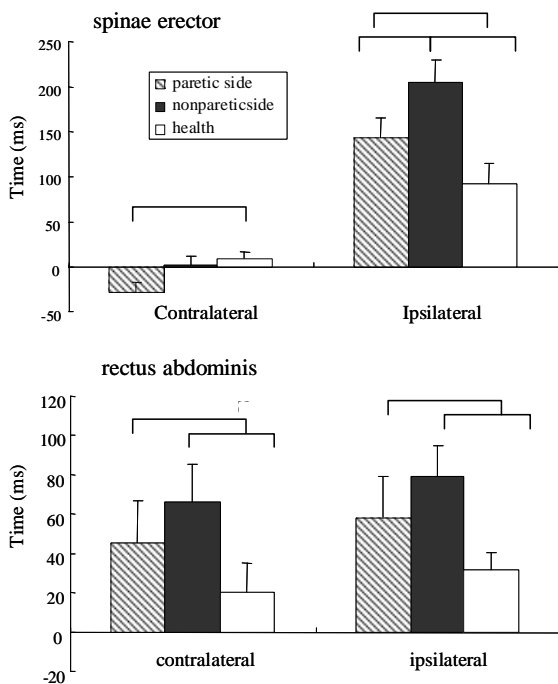 spinae erector
250
200
150
100
50
0
-50
Time (ms)
paretic side
nonpareticside
health
Contralateral
Ipsilateral
rectus abdominis
120
100
80
60
40
20
0
-20
Time (ms)
contralateral
ipsilateral